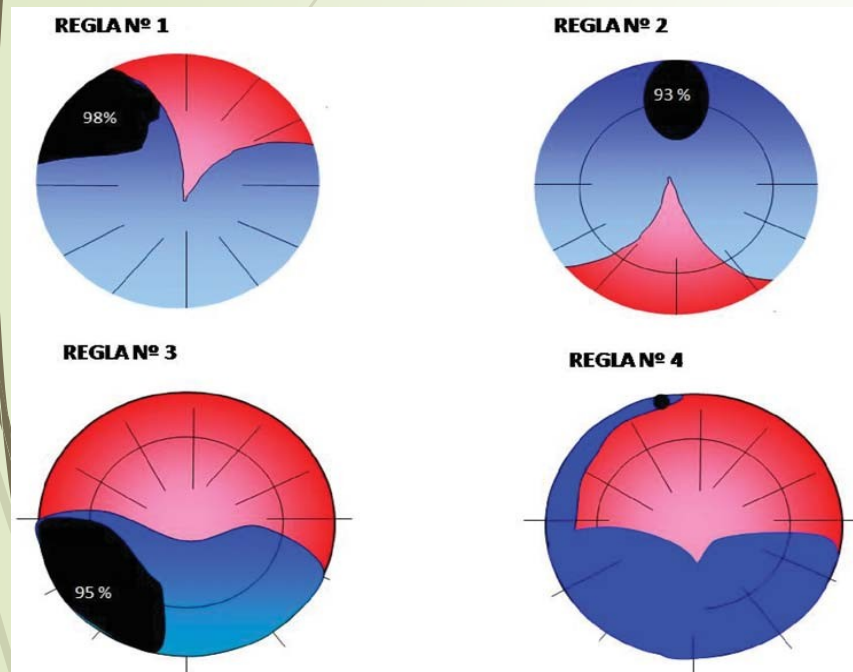 REGLA Nº 1
REGLA Nº 2
98%
93 %
REGLA Nº 3
REGLA Nº 4
95 %